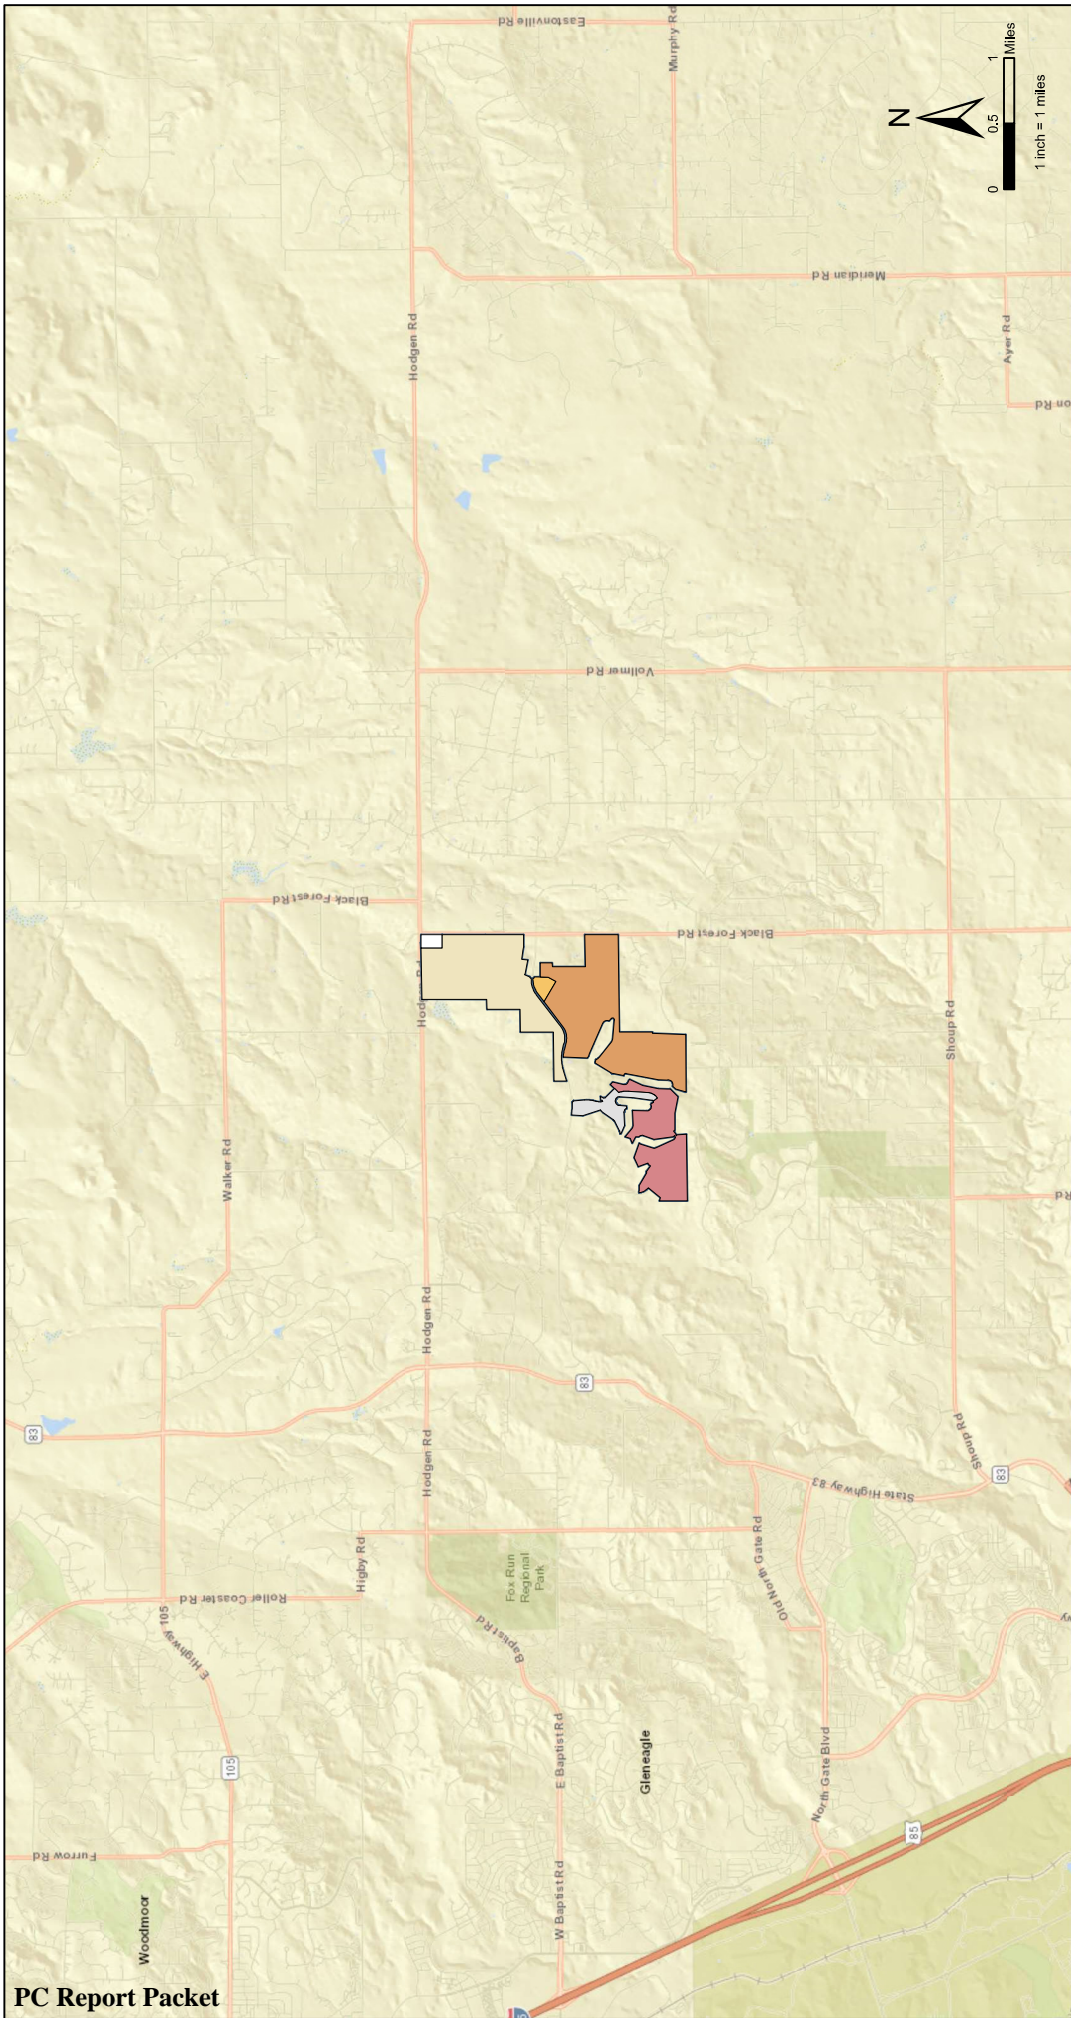 Eastonville Rd
Murphy Rd
N
0
0.5
1
Miles
1 inch = 1 miles
Hodgen Rd
Meridian Rd
Ayer Rd
on Rd
Vollmer Rd
Black Forest Rd
Black Forest Rd
Shoup Rd
Walker Rd
Rd
Hodgen Rd
83
83
Hodgen Rd
Shoup Rd
83
State Highway 83
Higby Rd
Fox Run
Regional
Park
Old North Gate Rd
Roller Coaster Rd
105
E Highway
Baptist Rd
105
E Baptist Rd
Gleneagle
North Gate Blvd
85
Furrow Rd
Woodmoor
W Baptist Rd
PC Report Packet